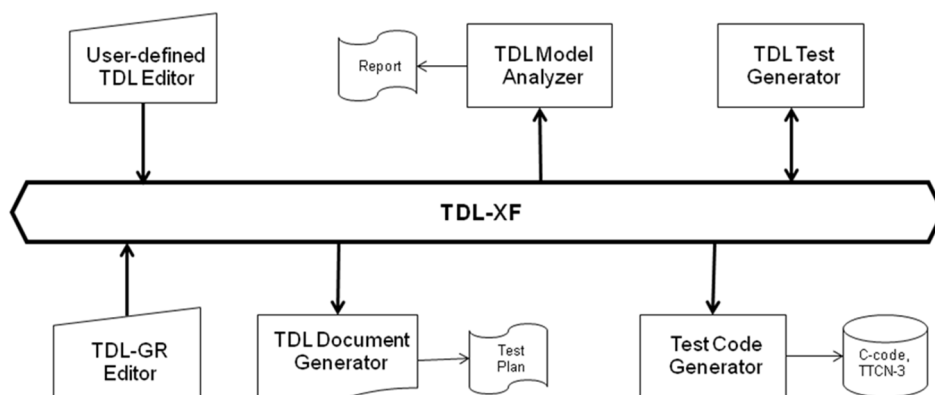 User-defined
TDL Editor
Report
TDL Model
Analyzer
TDL Test
Generator
TDL-XF
TDL-GR
Editor
TDL Document
Generator
Test
Plan
Test Code
Generator
C-code,
TTCN-3